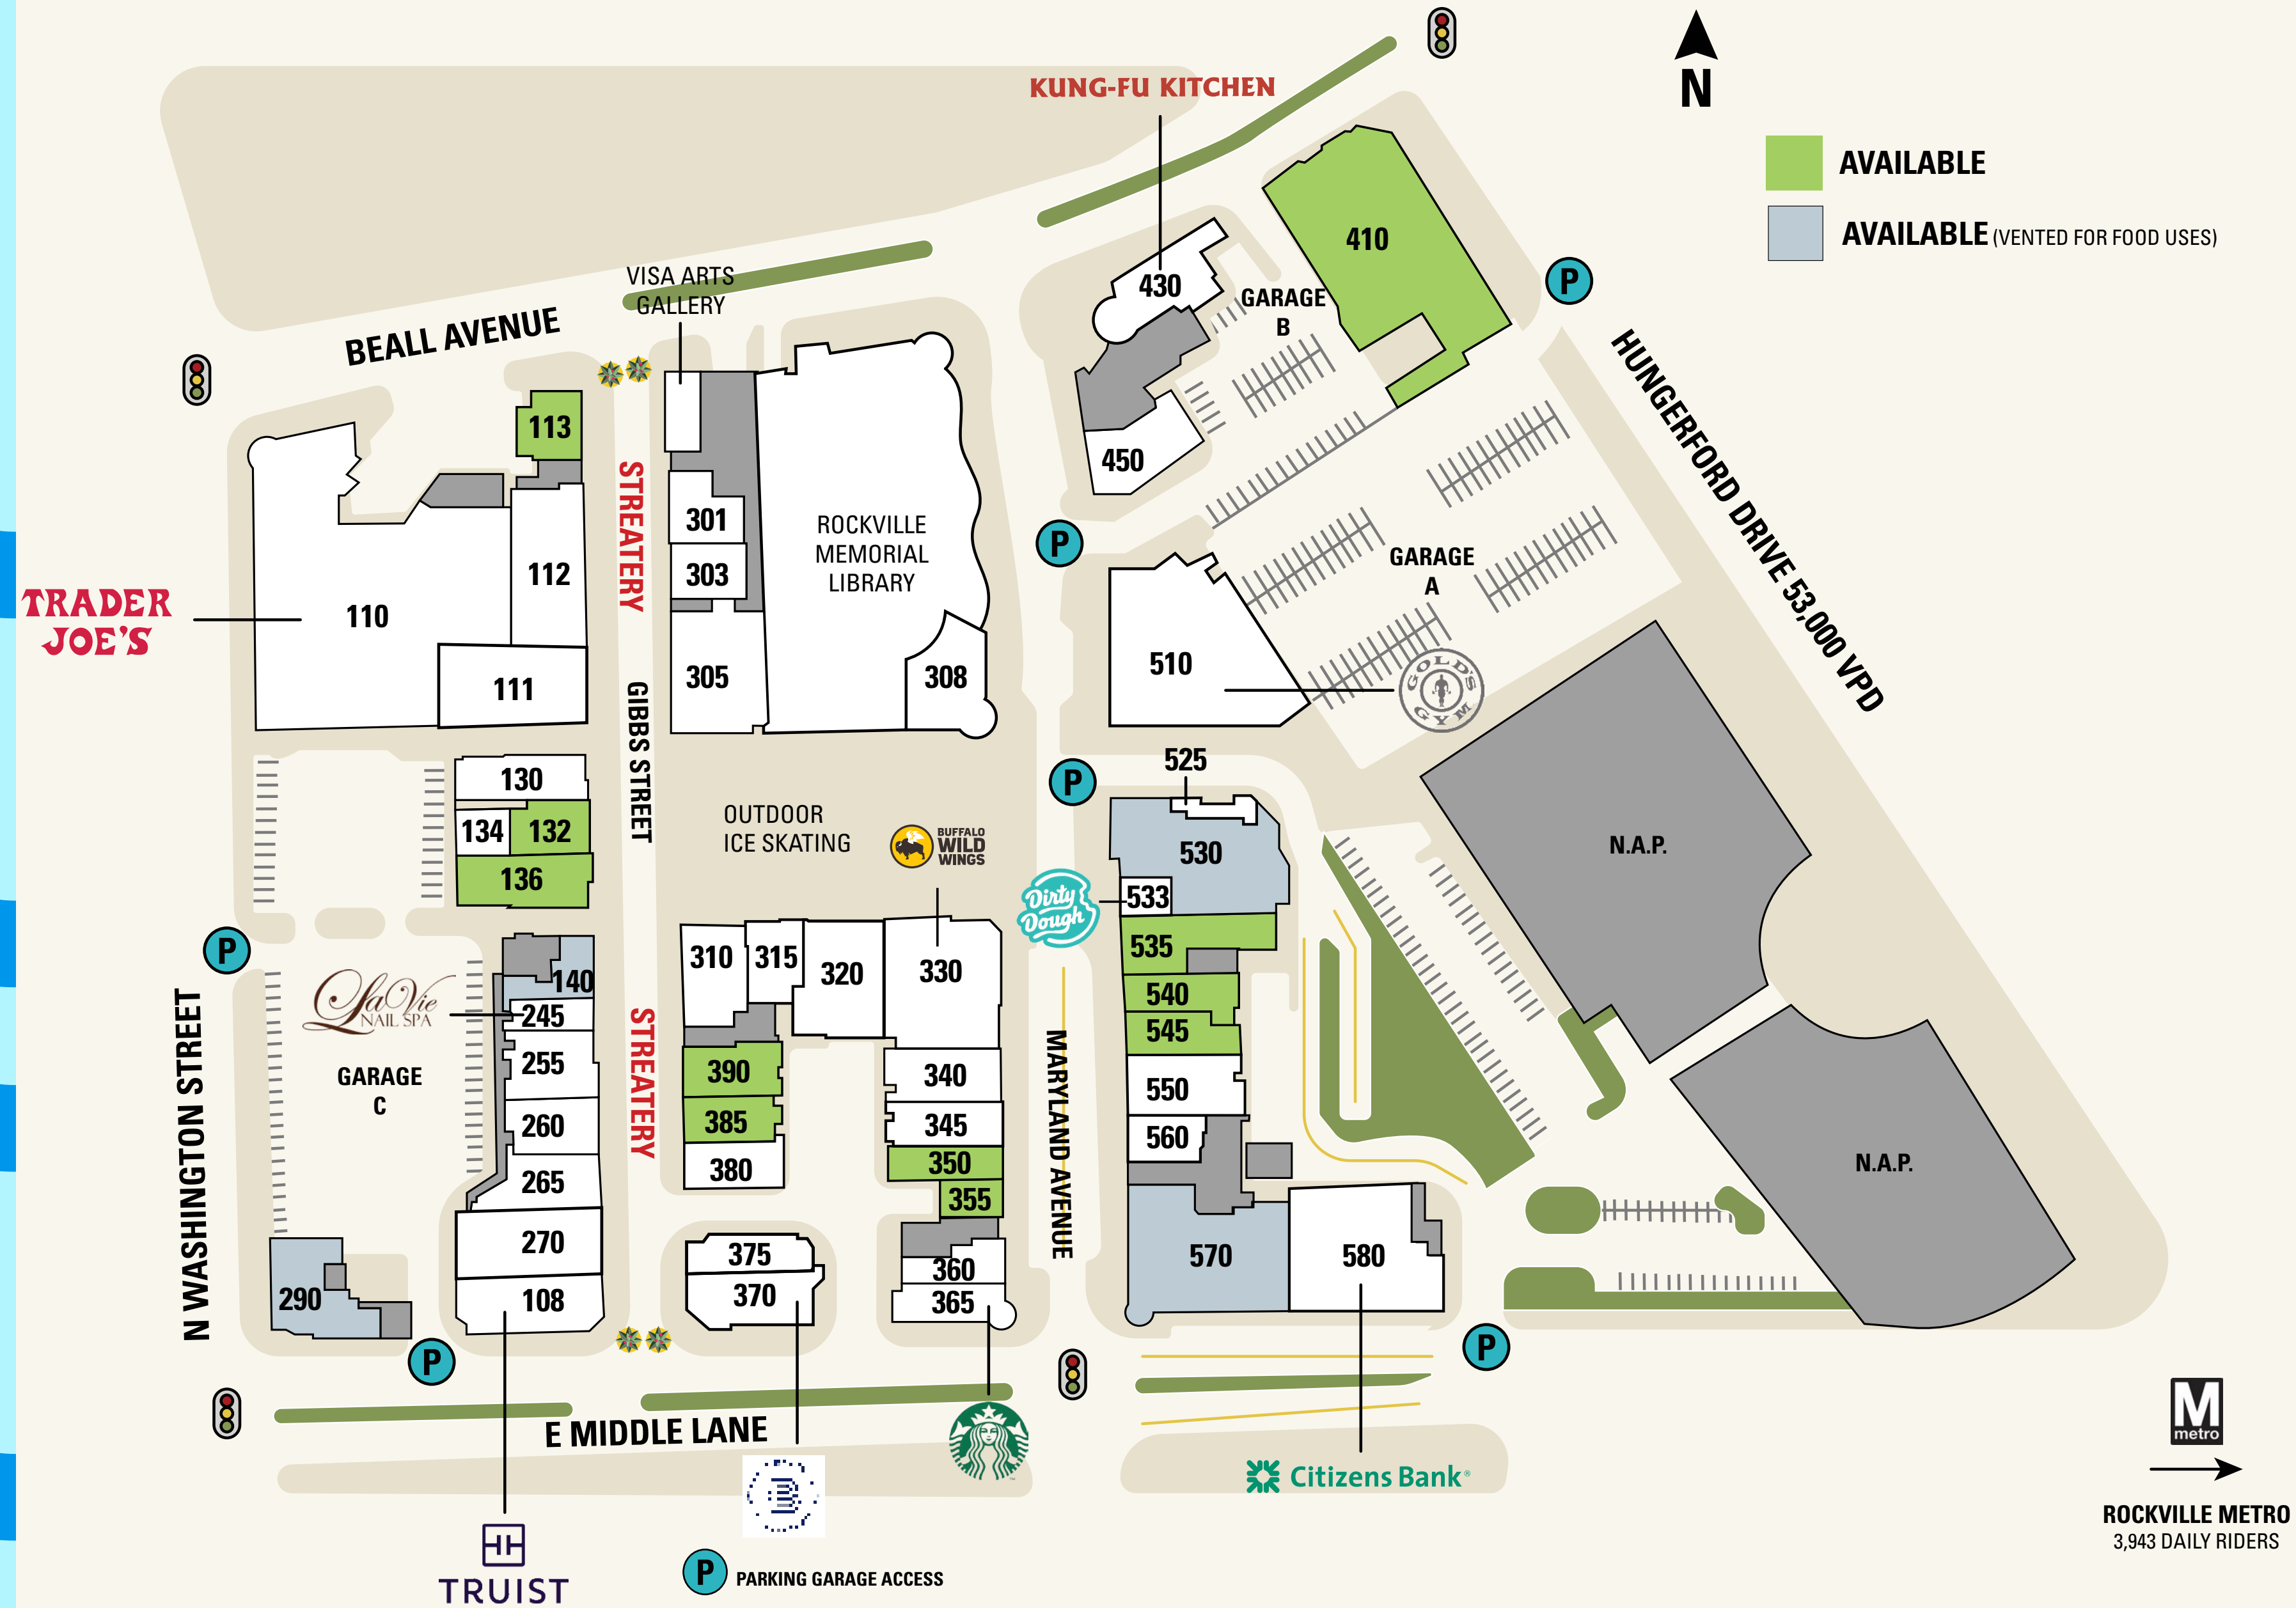 KUNG-FU KITCHEN
N
AVAILABLE
AVAILABLE (VENTED FOR FOOD USES)
410
430
GARAGE
B
P
VISA ARTS
GALLERY
BEALL AVENUE
HUNGERFORD DRIVE 53,000 VPD
113
STREATERY
301
303
305
ROCKVILLE
MEMORIAL
LIBRARY
308
450
P
GARAGE
A
TRADER
JOE'S
110
112
111
510
GOLD'S
GYM
GIBBS STREET
130
134
132
136
OUTDOOR
ICE SKATING
BUFFALO
WILD
WINGS
P
525
530
533
Dirty
Dough
535
540
545
550
560
570
580
N.A.P.
N.A.P.
P
LaVie
NAIL SPA
GARAGE
C
N WASHINGTON STREET
140
245
255
260
265
270
108
290
P
STREATERY
310
315
320
330
390
385
380
375
370
340
345
350
355
360
365
MARYLAND AVENUE
P
E MIDDLE LANE
TRUIST
Citizens Bank®
P PARKING GARAGE ACCESS
M
metro
ROCKVILLE METRO
3,943 DAILY RIDERS